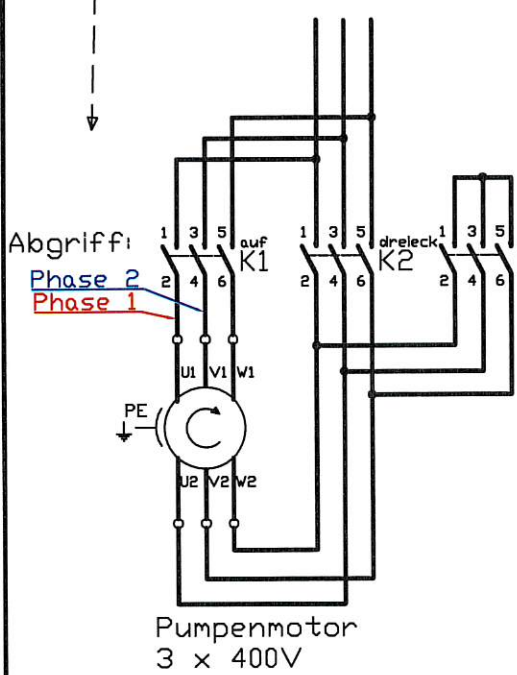 1 3 5 auf 1 3 5 dreieck 1 3 5
Abgriff: K1 K2
2 4 6 2 4 6 2 4 6
Phase 2
Phase 1
U1 V1 W1
PE
U2 V2 W2
Pumpenmotor
3 x 400V